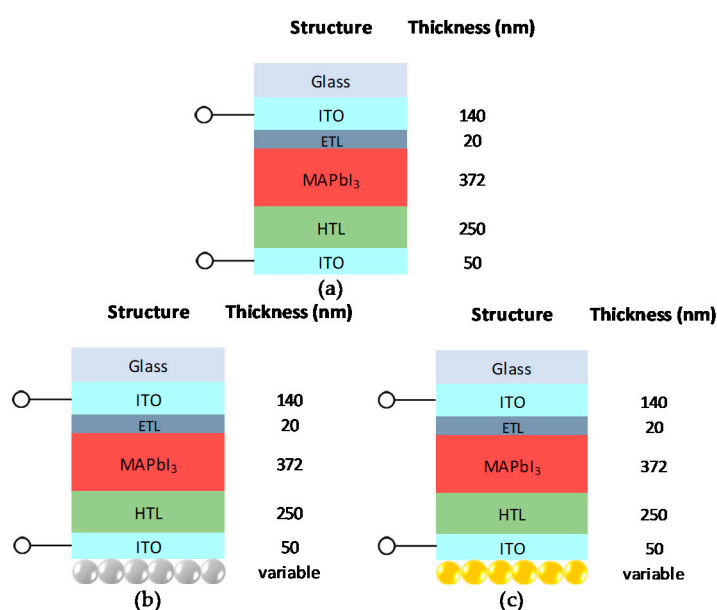 Structure Thickness (nm)
Glass
ITO 140
ETL 20
MAPbI₃ 372
HTL 250
ITO 50
(a)
Structure Thickness (nm)
Glass
ITO 140
ETL 20
MAPbI₃ 372
HTL 250
ITO 50
variable
(b)
Structure Thickness (nm)
Glass
ITO 140
ETL 20
MAPbI₃ 372
HTL 250
ITO 50
variable
(c)